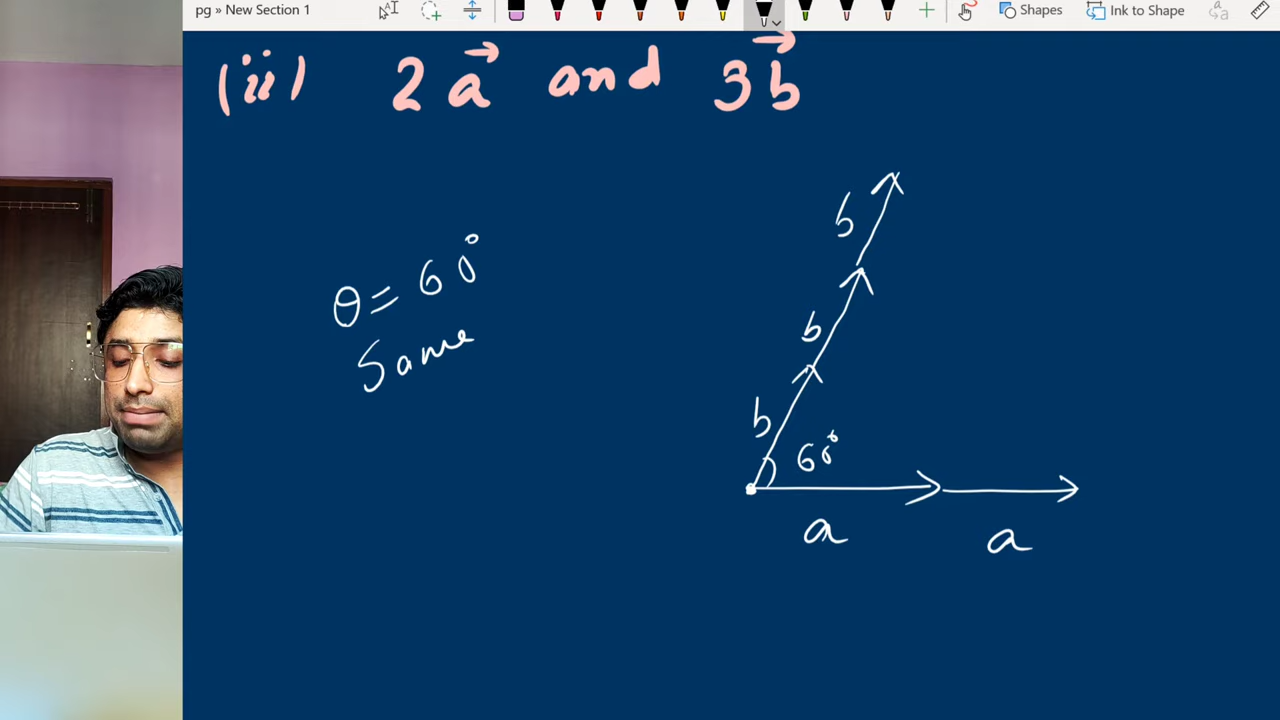 pg » New Section 1
Shapes
Ink to Shape
(ii) 2a⃗ and 3b⃗
θ = 60°
Same
b
b
b
60°
a
a